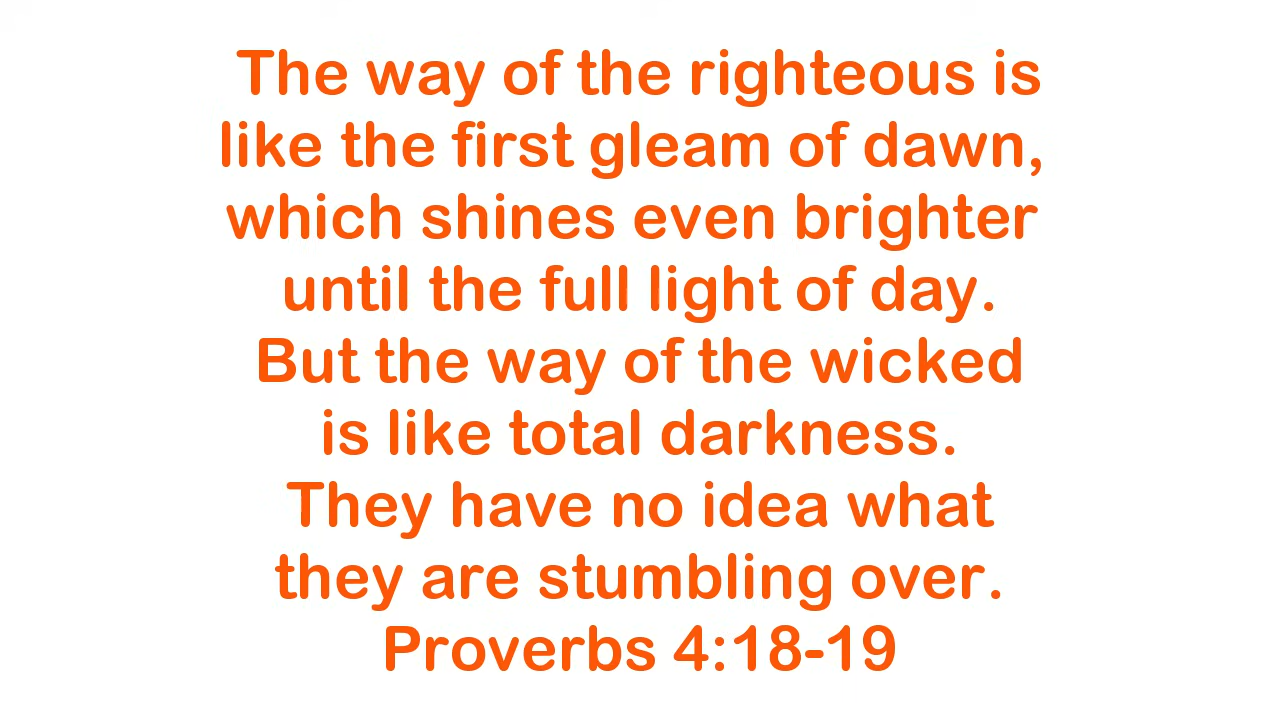 The way of the righteous is
like the first gleam of dawn,
which shines even brighter
until the full light of day.
But the way of the wicked
is like total darkness.
They have no idea what
they are stumbling over.
Proverbs 4:18-19